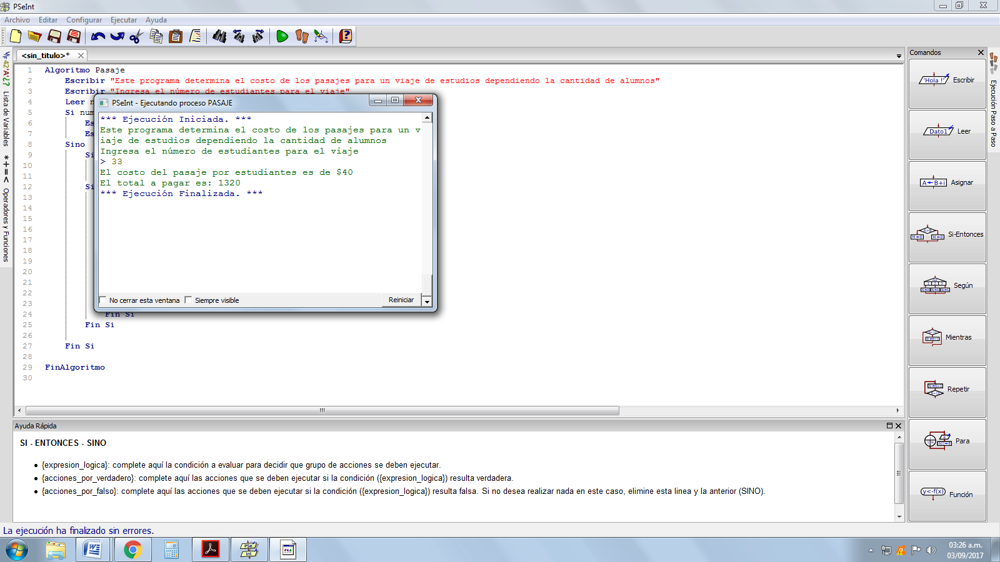 PSeInt
Archivo Editar Configurar Ejecutar Ayuda
<sin_titulo>*
Comandos
1 Algoritmo Pasaje
2 Escribir "Este programa determina el costo de los pasajes para un viaje de estudios dependiendo la cantidad de alumnos"
3 Escribir "Ingresa el número de estudiantes para el viaje"
4 Leer
5 Si
6
7
8 Sino
9
10
11
12
13
14
15
16
17
18
19
20
21
22
23
24 Fin Si
25 Fin Si
26
27 Fin Si
28
29 FinAlgoritmo
30
PSeInt - Ejecutando proceso PASAJE
*** Ejecución Iniciada. ***
Este programa determina el costo de los pasajes para un v
iaje de estudios dependiendo la cantidad de alumnos
Ingresa el número de estudiantes para el viaje
> 33
El costo del pasaje por estudiantes es de $40
El total a pagar es: 1320
*** Ejecución Finalizada. ***
No cerrar esta ventana Siempre visible Reiniciar
Lista de Variables
Operadores y Funciones
Ejecución Paso a Paso
'Hola !' Escribir
Dato1 Leer
A←B+i Asignar
Si-Entonces
Según
Mientras
Repetir
Para
y<-f(x) Función
Ayuda Rápida
SI - ENTONCES - SINO
• {expresion_logica}: complete aquí la condición a evaluar para decidir que grupo de acciones se deben ejecutar.
• {acciones_por_verdadero}: complete aquí las acciones que se deben ejecutar si la condición ({expresion_logica}) resulta verdadera.
• {acciones_por_falso}: complete aquí las acciones que se deben ejecutar si la condición ({expresion_logica}) resulta falsa. Si no desea realizar nada en este caso, elimine esta linea y la anterior (SINO).
La ejecución ha finalizado sin errores.
03:26 a.m.
03/09/2017